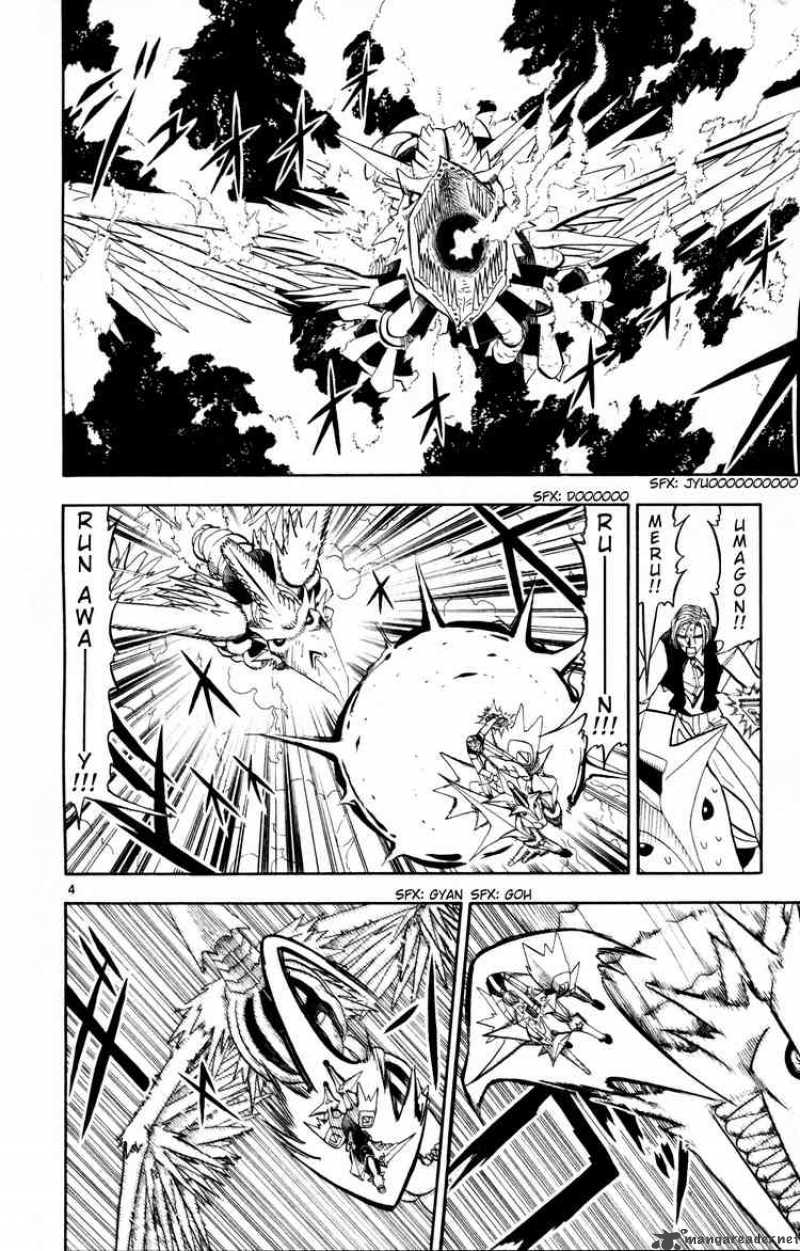 SFX: JYUOOOOOOOOOO
UMAGON!!
MERU!!
SFX: DOOOOOO
RU — N!!!
RUN AWA — Y!!!
4
SFX: GYAN SFX: GOH
mangareader.net